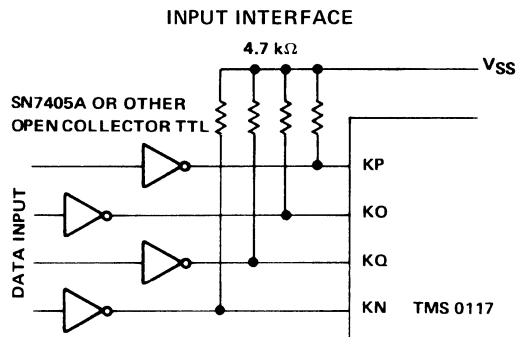 INPUT INTERFACE
4.7 kΩ
VSS
SN7405A OR OTHER
OPEN COLLECTOR TTL
KP
KO
KQ
KN TMS 0117
DATA INPUT